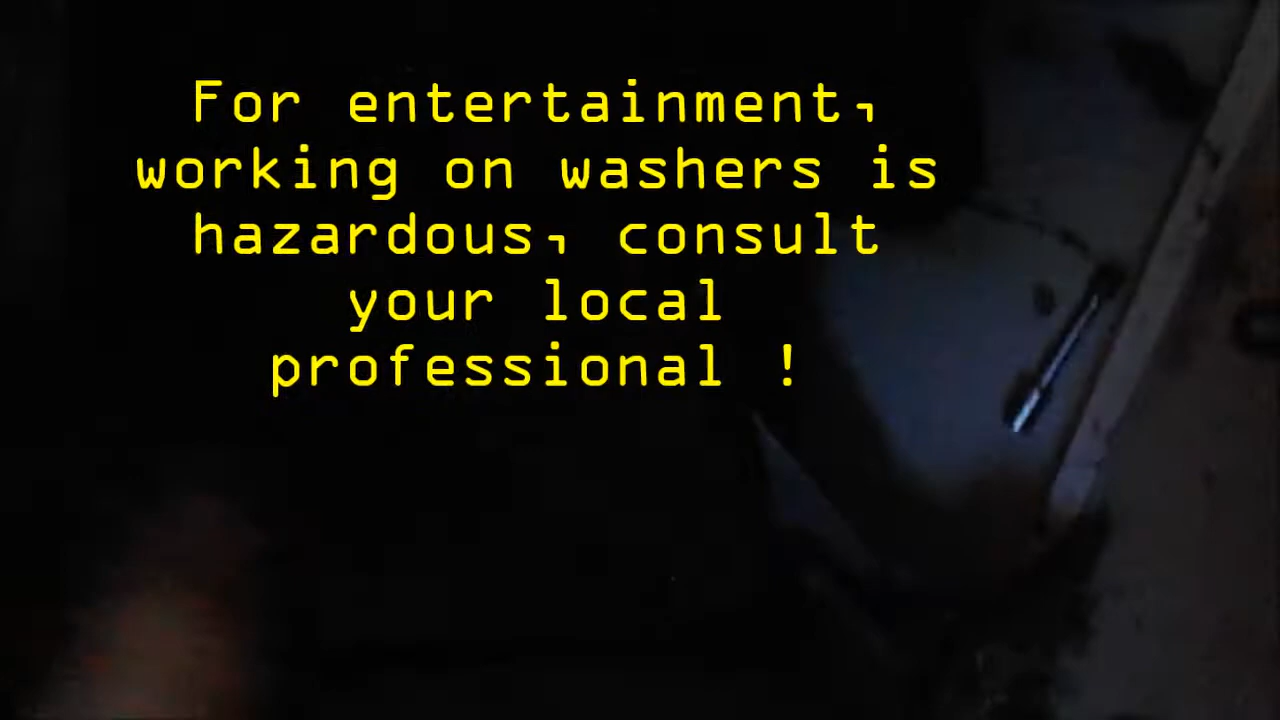 For entertainment,
working on washers is
hazardous, consult
your local
professional !